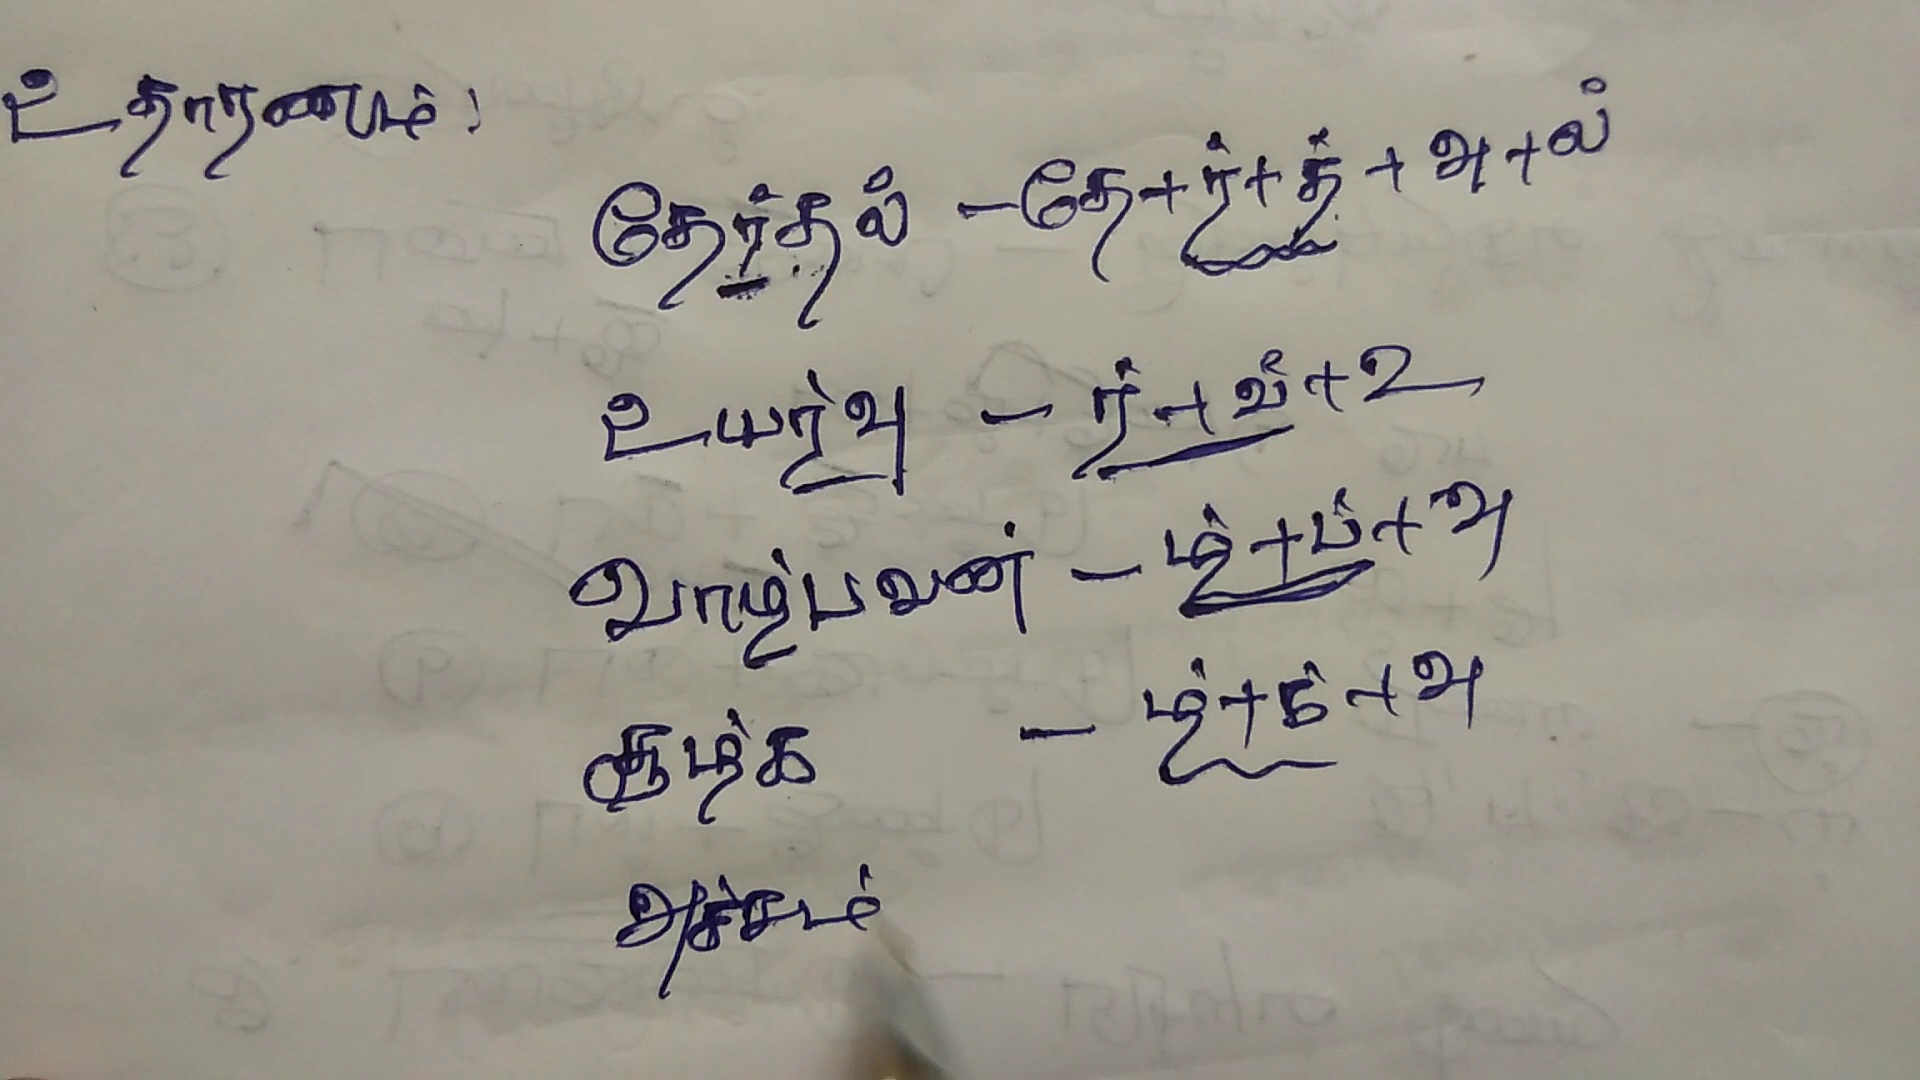 உதாரணம் :
தேர்தல் - தே + ர் + த் + அ + ல்
உயர்வு - ர் + வ் + உ
வாழ்பவன் - ழ் + ப் + அ
சூழ்க - ழ் + க் + அ
அச்சம்